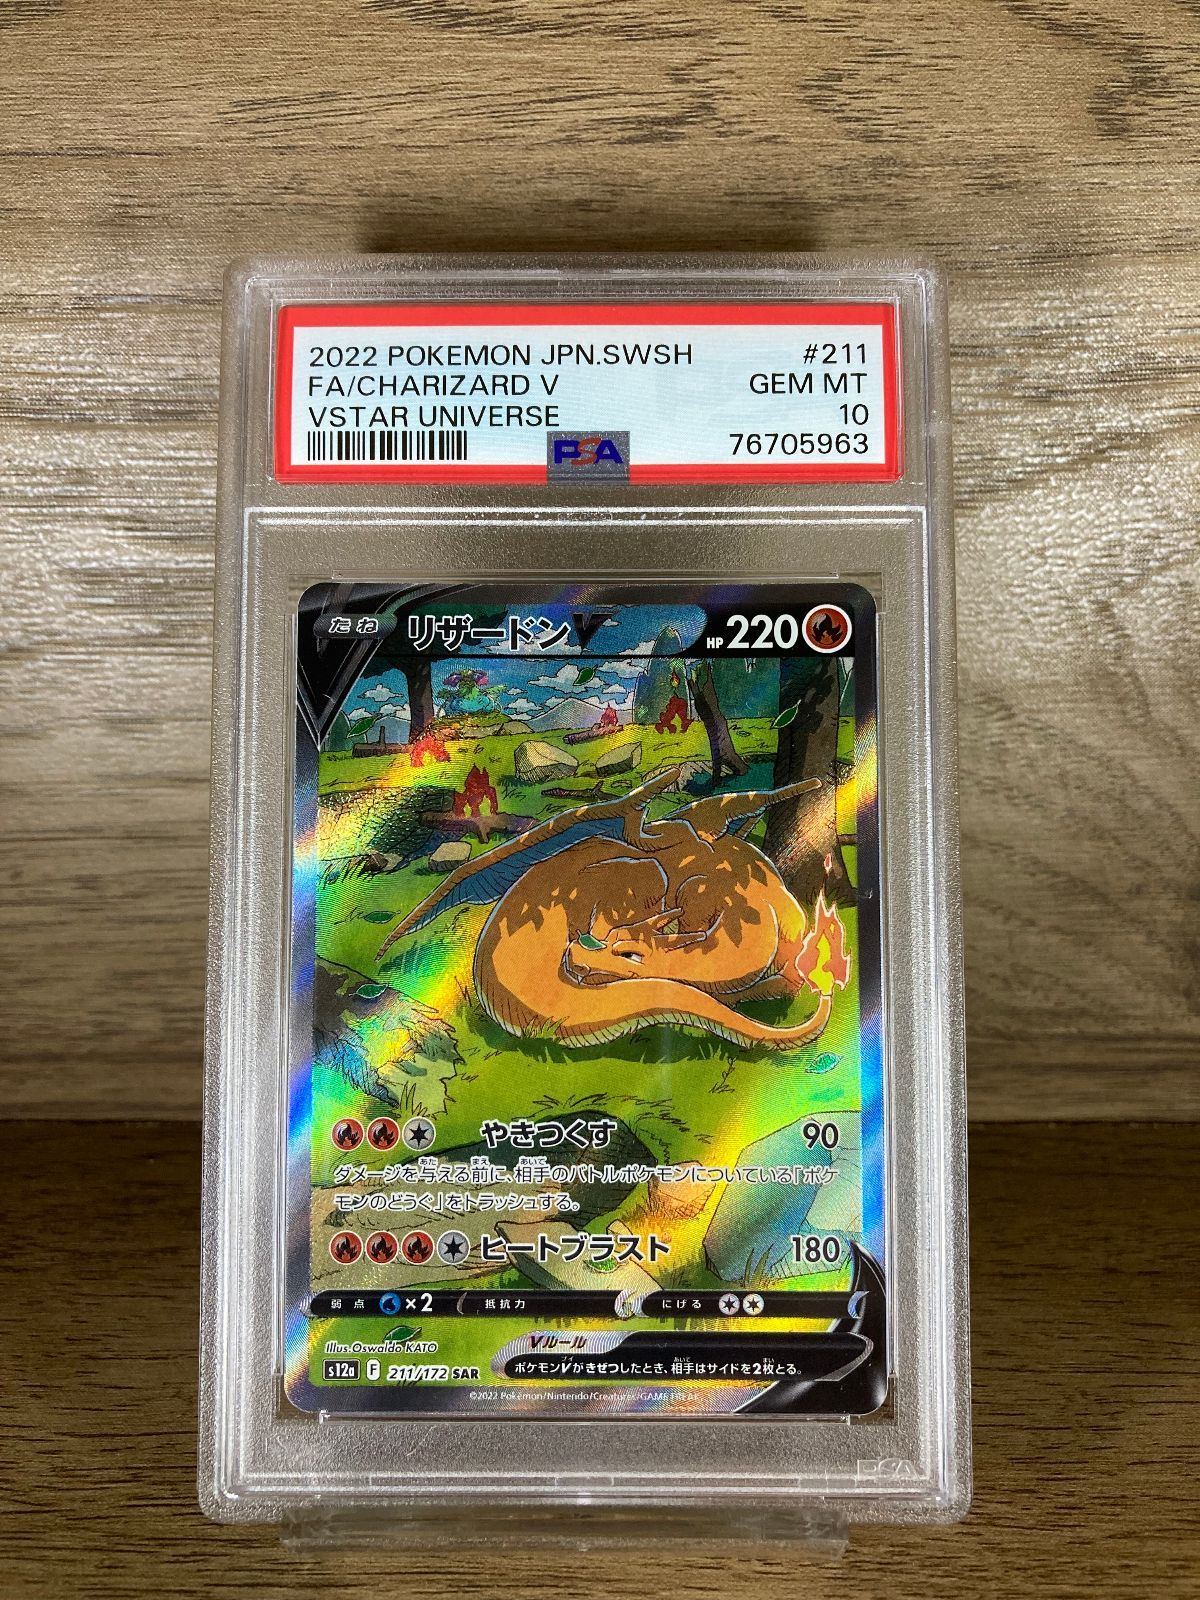 2022 POKEMON JPN.SWSH #211
FA/CHARIZARD V GEM MT
VSTAR UNIVERSE 10
PSA 76705963
たね リザードンV HP220
やきつくす 90
ダメージを与える前に、相手のバトルポケモンについている「ポケ
モンのどうぐ」をトラッシュする。
ヒートブラスト 180
弱点 ×2 抵抗力 にげる
Illus. Oswaldo KATO
Vルール
ポケモンVがきぜつしたとき、相手はサイドを2枚とる。
s12a F 211/172 SAR
©2022 Pokémon/Nintendo/Creatures/GAME FREAK
PSA